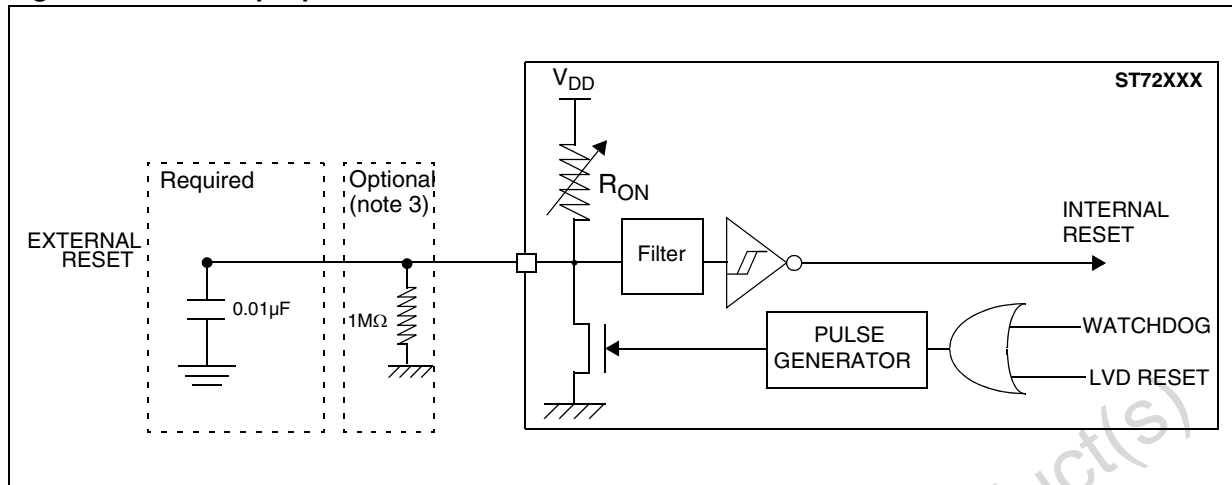 ST72XXX
VDD
RON
Required
Optional
(note 3)
EXTERNAL
RESET
0.01µF
1MΩ
Filter
INTERNAL
RESET
PULSE
GENERATOR
WATCHDOG
LVD RESET